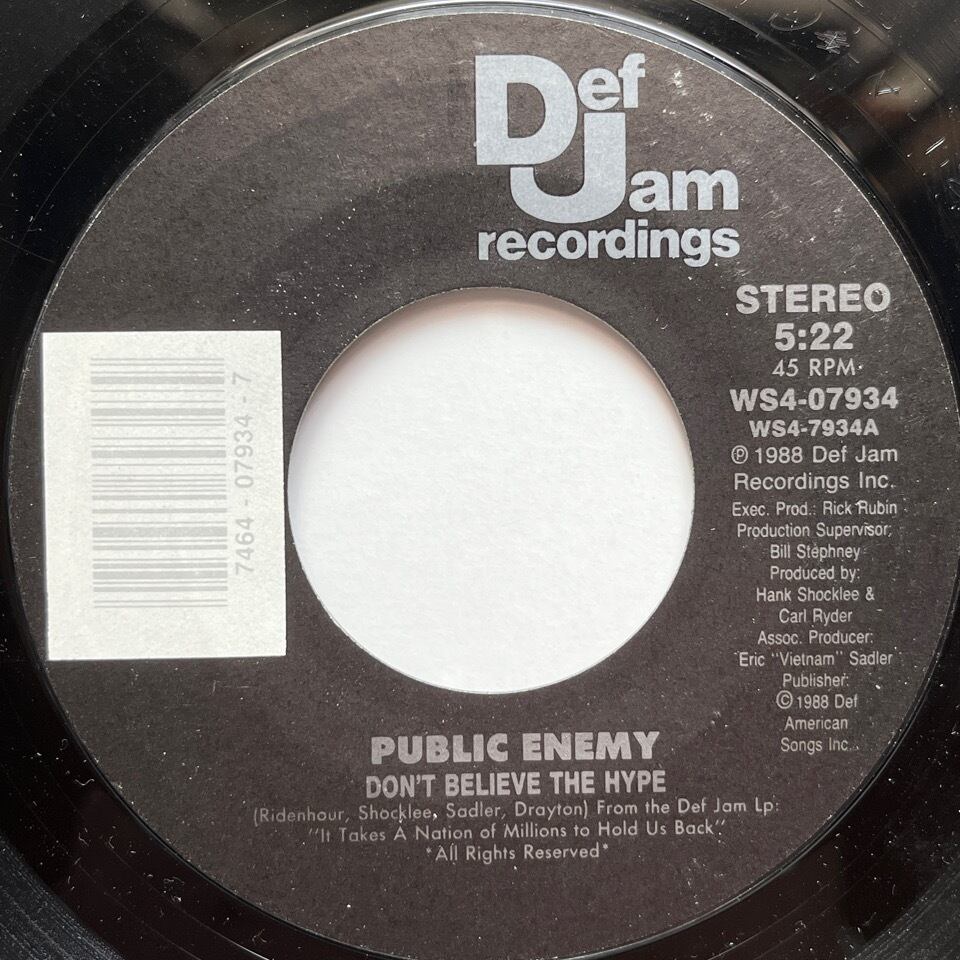 Def
Jam
recordings
STEREO
5:22
45 RPM
WS4-07934
WS4-7934A
℗ 1988 Def Jam
Recordings Inc.
Exec. Prod.: Rick Rubin
Production Supervisor:
Bill Stephney
Produced by:
Hank Shocklee &
Carl Ryder
Assoc. Producer:
Eric "Vietnam" Sadler
Publisher:
© 1988 Def
American
Songs Inc.
7464-07934-7
PUBLIC ENEMY
DON'T BELIEVE THE HYPE
(Ridenhour, Shocklee, Sadler, Drayton) From the Def Jam Lp:
"It Takes A Nation of Millions to Hold Us Back".
*All Rights Reserved*